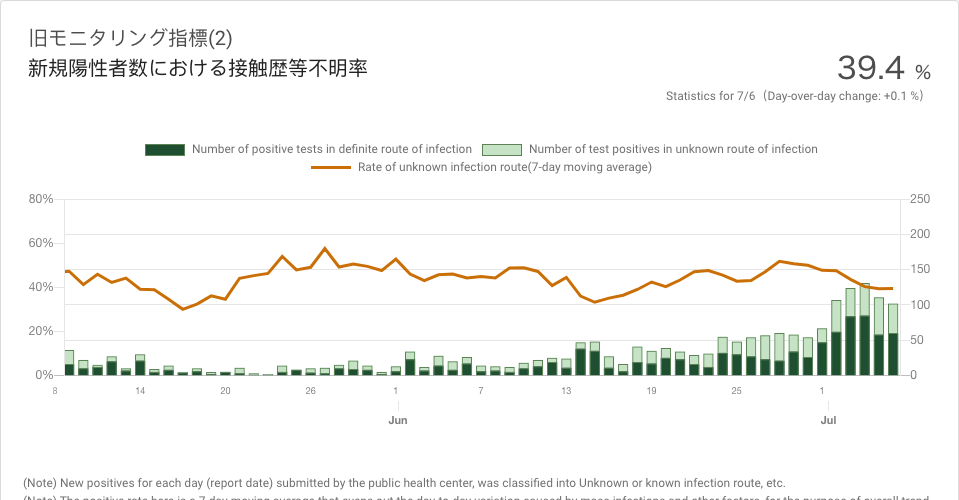 旧モニタリング指標(2)
新規陽性者数における接触歴等不明率
39.4 %
Statistics for 7/6（Day-over-day change: +0.1 %）
Number of positive tests in definite route of infection
Number of test positives in unknown route of infection
Rate of unknown infection route(7-day moving average)
80%
60%
40%
20%
0%
250
200
150
100
50
0
8 14 20 26 1 7 13 19 25 1
Jun Jul
(Note) New positives for each day (report date) submitted by the public health center, was classified into Unknown or known infection route, etc.
(Note) The positive rate here is a 7-day moving average that evens out the day-to-day variation caused by mass infections and other factors, for the purpose of overall trend